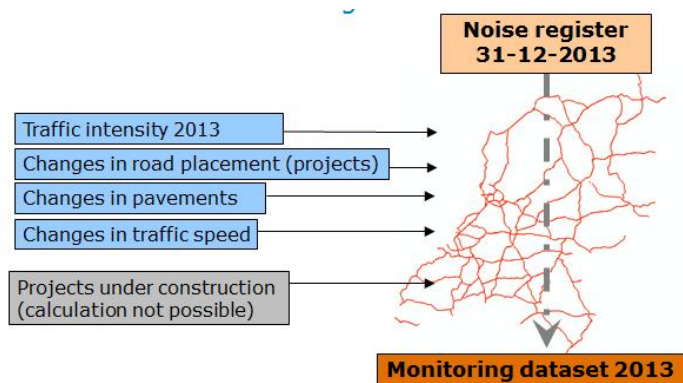 Noise register
31-12-2013
Traffic intensity 2013
Changes in road placement (projects)
Changes in pavements
Changes in traffic speed
Projects under construction
(calculation not possible)
Monitoring dataset 2013